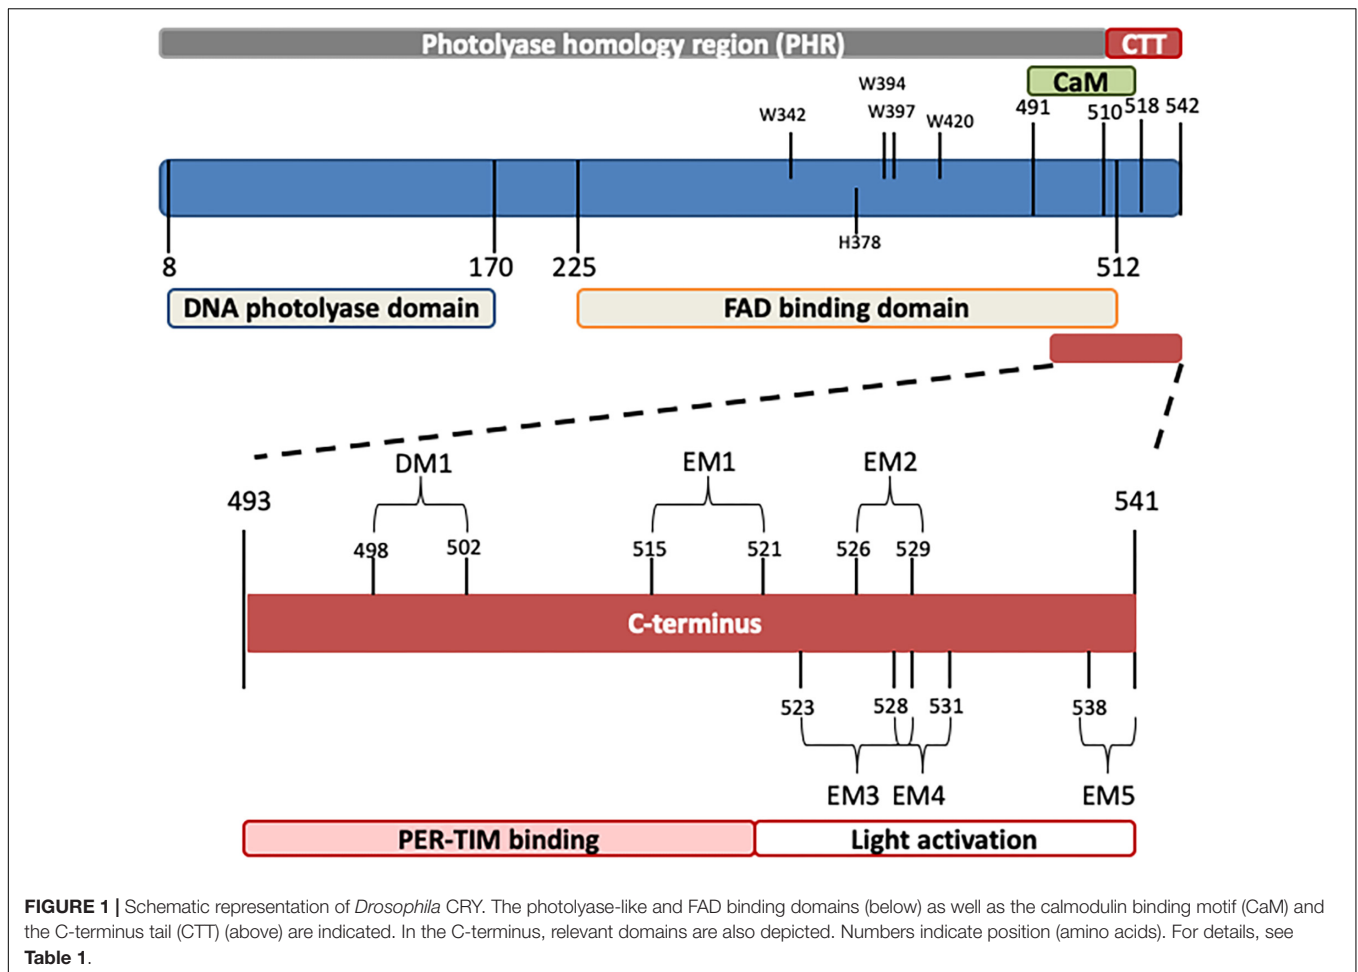 Photolyase homology region (PHR) CTT
CaM
W394
W342 W397 W420 491 510 518 542
H378
8 170 225 512
DNA photolyase domain FAD binding domain
DM1 EM1 EM2
493 541
498 502 515 521 526 529
C-terminus
523 528 531 538
EM3 EM4 EM5
PER-TIM binding Light activation
FIGURE 1 | Schematic representation of Drosophila CRY. The photolyase-like and FAD binding domains (below) as well as the calmodulin binding motif (CaM) and
the C-terminus tail (CTT) (above) are indicated. In the C-terminus, relevant domains are also depicted. Numbers indicate position (amino acids). For details, see
Table 1.